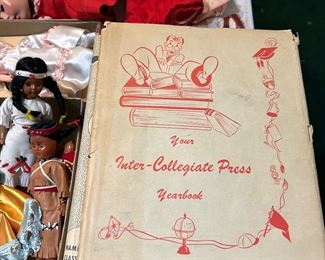 Your
Inter-Collegiate Press
Yearbook